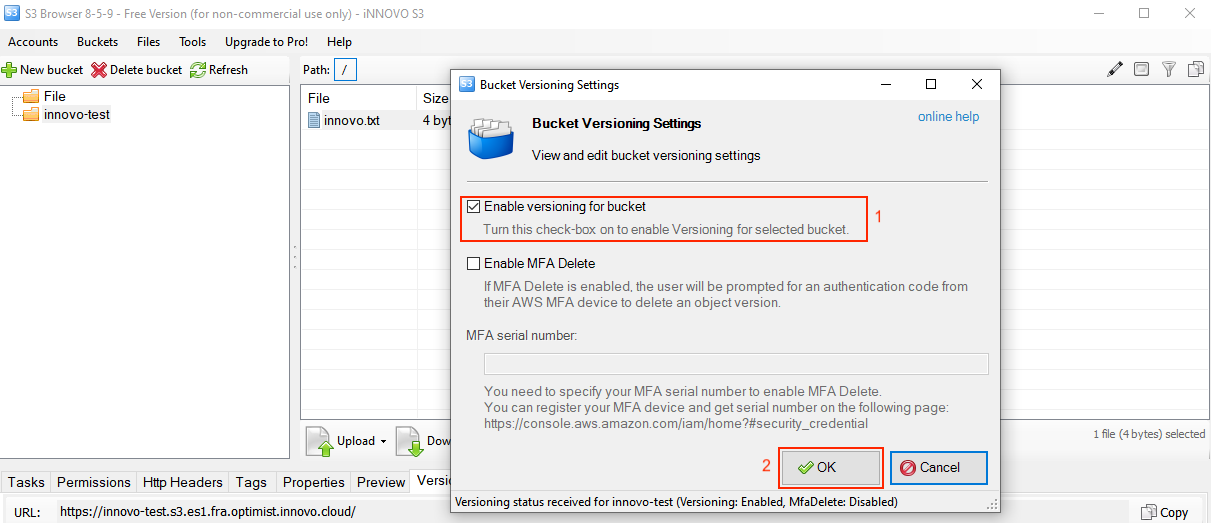 S3 Browser 8-5-9 - Free Version (for non-commercial use only) - iNNOVO S3
Accounts Buckets Files Tools Upgrade to Pro! Help
New bucket Delete bucket Refresh Path: /
File
innovo-test
File Size
innovo.txt 4 byt
S3 Bucket Versioning Settings
Bucket Versioning Settings online help
View and edit bucket versioning settings
Enable versioning for bucket
Turn this check-box on to enable Versioning for selected bucket.
1
Enable MFA Delete
If MFA Delete is enabled, the user will be prompted for an authentication code from
their AWS MFA device to delete an object version.
MFA serial number:
You need to specify your MFA serial number to enable MFA Delete.
You can register your MFA device and get serial number on the following page:
https://console.aws.amazon.com/iam/home?#security_credential
2 OK Cancel
Versioning status received for innovo-test (Versioning: Enabled, MfaDelete: Disabled)
Upload Dow 1 file (4 bytes) selected
Tasks Permissions Http Headers Tags Properties Preview Versi
URL: https://innovo-test.s3.es1.fra.optimist.innovo.cloud/ Copy